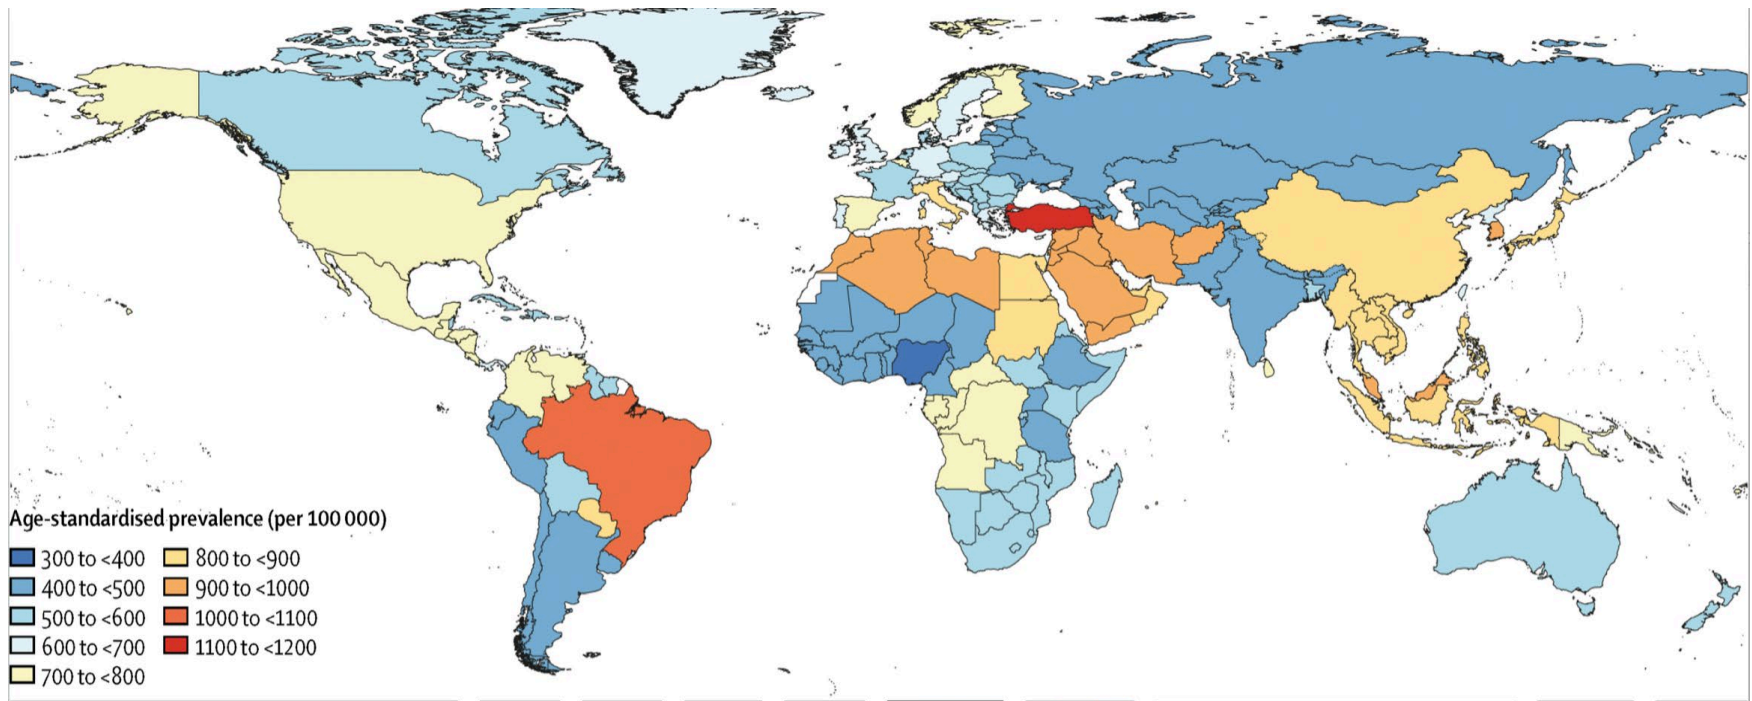 Age-standardised prevalence (per 100 000)
300 to <400
400 to <500
500 to <600
600 to <700
700 to <800
800 to <900
900 to <1000
1000 to <1100
1100 to <1200